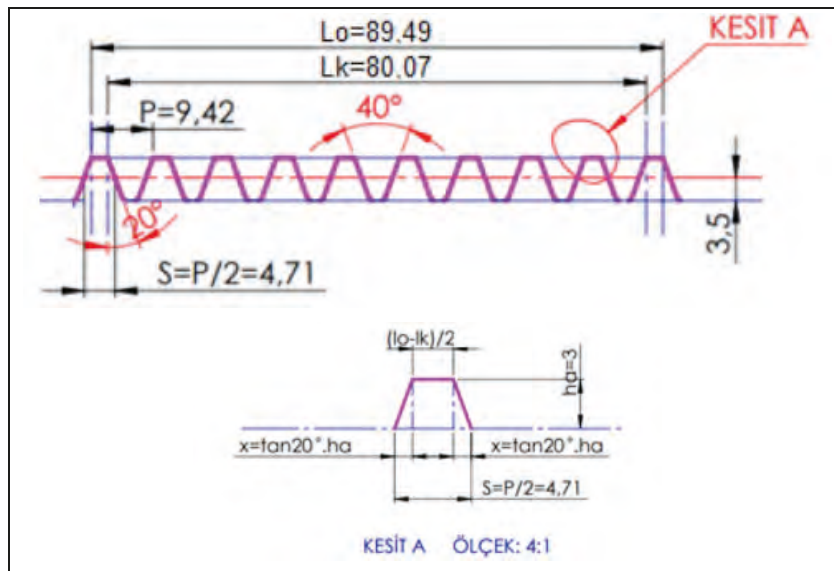 Lo=89,49
KESIT A
Lk=80,07
P=9,42
40°
20°
3,5
S=P/2=4,71
(lo-lk)/2
ha=3
x=tan20°.ha
x=tan20°.ha
S=P/2=4,71
KESİT A ÖLÇEK: 4:1